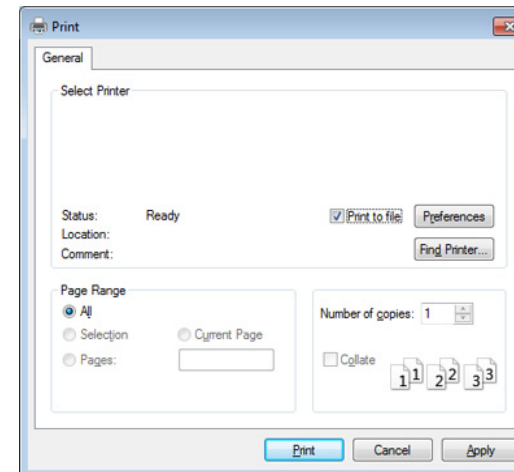 Print
General
Select Printer
Status: Ready
Print to file
Preferences
Location:
Comment:
Find Printer...
Page Range
All
Selection
Current Page
Pages:
Number of copies: 1
Collate
1 1 2 2 3 3
Print
Cancel
Apply